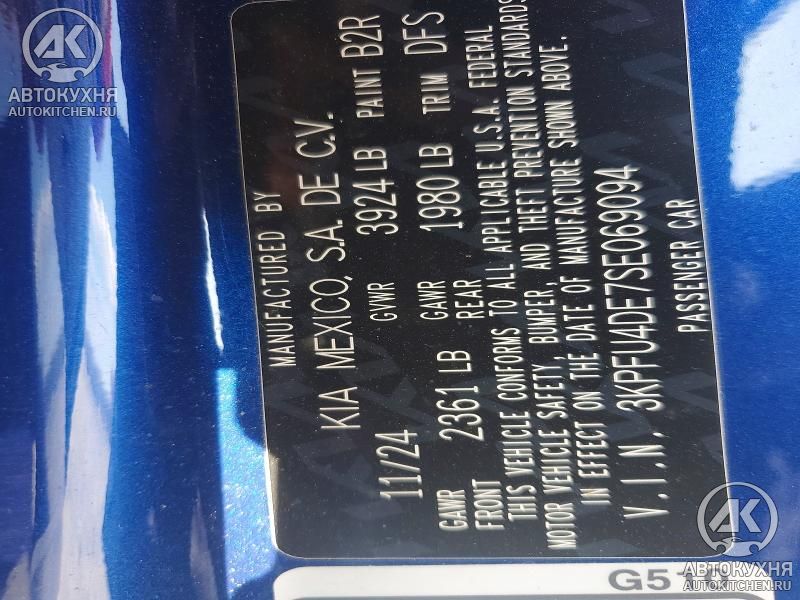 MANUFACTURED BY
KIA MEXICO, S.A. DE C.V.
11/24 GVWR 3924 LB PAINT B2R
GAWR FRONT 2361 LB GAWR REAR 1980 LB TRIM DFS
THIS VEHICLE CONFORMS TO ALL APPLICABLE U.S.A. FEDERAL
MOTOR VEHICLE SAFETY, BUMPER, AND THEFT PREVENTION STANDARDS
IN EFFECT ON THE DATE OF MANUFACTURE SHOWN ABOVE.
V.I.N. 3KPFU4DE7SE069094
PASSENGER CAR
АК
АВТОКУХНЯ
AUTOKITCHEN.RU
АК
АВТОКУХНЯ
AUTOKITCHEN.RU